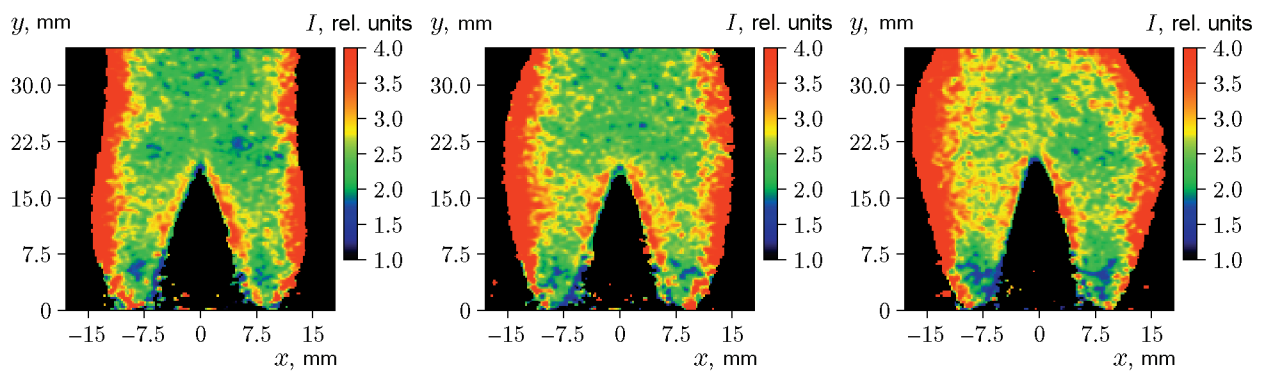 y, mm I, rel. units y, mm I, rel. units y, mm I, rel. units
4.0 4.0 4.0
30.0 3.5 30.0 3.5 30.0 3.5
3.0 3.0 3.0
22.5 2.5 22.5 2.5 22.5 2.5
15.0 2.0 15.0 2.0 15.0 2.0
7.5 1.5 7.5 1.5 7.5 1.5
1.0 1.0 1.0
0 0 0
−15 −7.5 0 7.5 15 −15 −7.5 0 7.5 15 −15 −7.5 0 7.5 15
x, mm x, mm x, mm